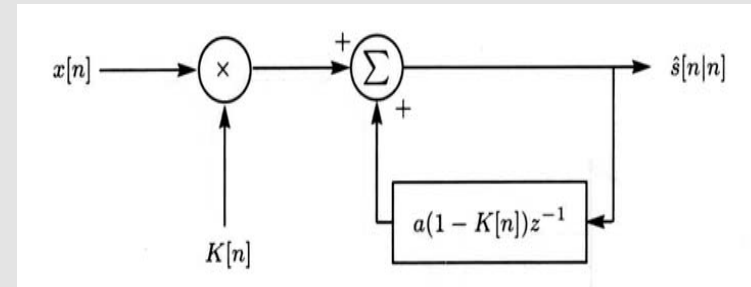 x[n]
×
+
Σ
+
ŝ[n|n]
a(1 − K[n])z⁻¹
K[n]